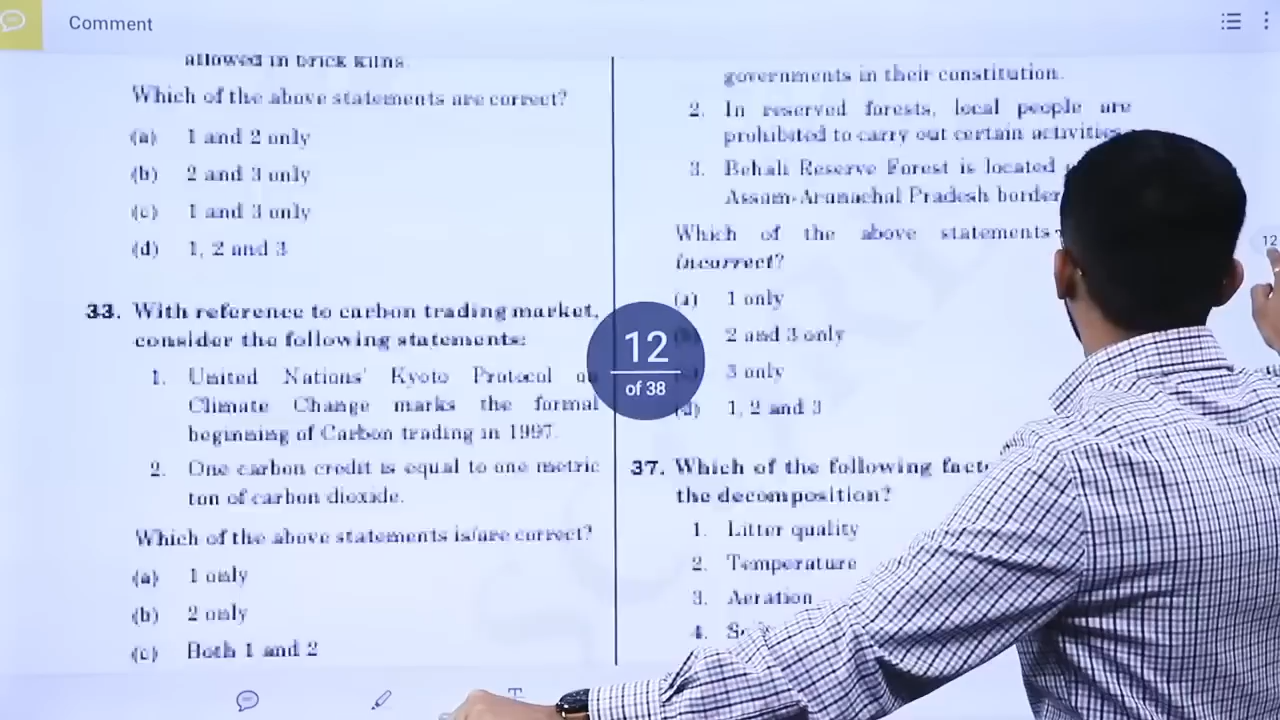 Comment
allowed in brick kilns.
Which of the above statements are correct?
(a) 1 and 2 only
(b) 2 and 3 only
(c) 1 and 3 only
(d) 1, 2 and 3
33. With reference to carbon trading market,
consider the following statements:
1. United Nations' Kyoto Protocol on
Climate Change marks the formal
beginning of Carbon trading in 1997.
2. One carbon credit is equal to one metric
ton of carbon dioxide.
Which of the above statements is/are correct?
(a) 1 only
(b) 2 only
(c) Both 1 and 2
12
of 38
governments in their constitution.
2. In reserved forests, local people are
prohibited to carry out certain activities
3. Behali Reserve Forest is located
Assam-Arunachal Pradesh border
Which of the above statements
incorrect?
(a) 1 only
2 and 3 only
3 only
(d) 1, 2 and 3
37. Which of the following
the decomposition?
1. Litter quality
2. Temperature
3. Aeration
4.
12
T